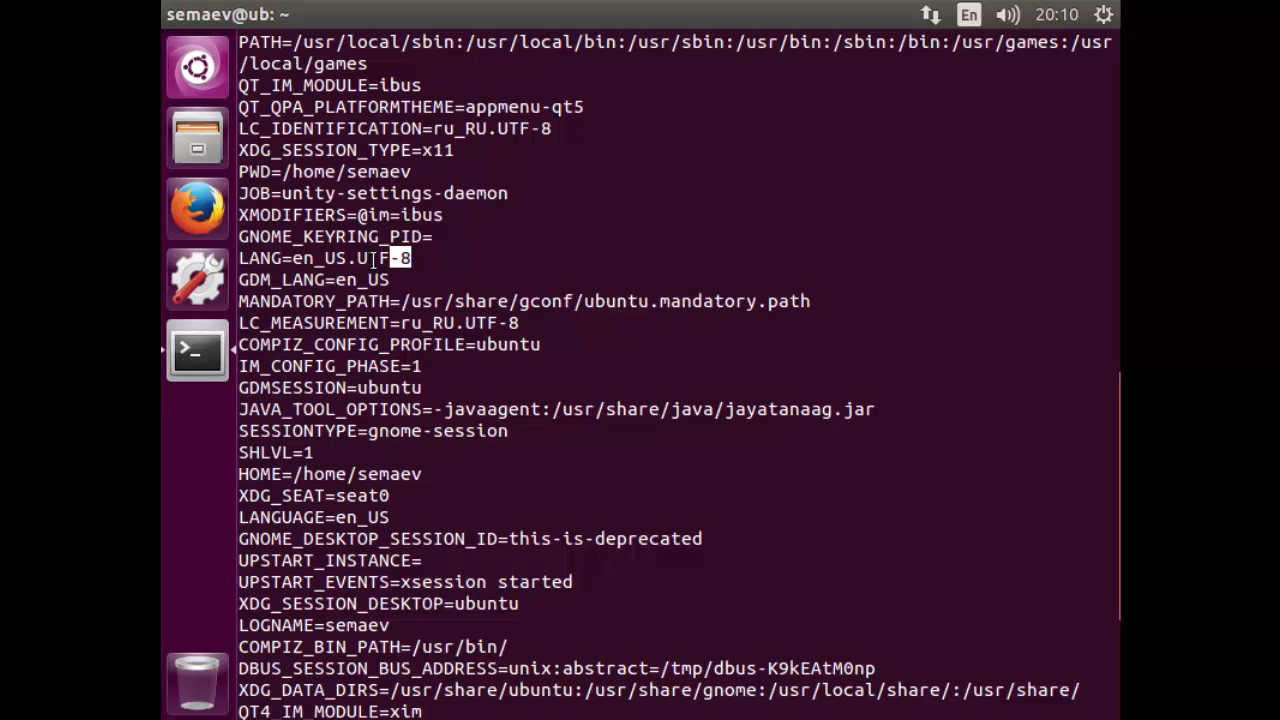 semaev@ub: ~
En
20:10
PATH=/usr/local/sbin:/usr/local/bin:/usr/sbin:/usr/bin:/sbin:/bin:/usr/games:/usr
/local/games
QT_IM_MODULE=ibus
QT_QPA_PLATFORMTHEME=appmenu-qt5
LC_IDENTIFICATION=ru_RU.UTF-8
XDG_SESSION_TYPE=x11
PWD=/home/semaev
JOB=unity-settings-daemon
XMODIFIERS=@im=ibus
GNOME_KEYRING_PID=
LANG=en_US.UTF-8
GDM_LANG=en_US
MANDATORY_PATH=/usr/share/gconf/ubuntu.mandatory.path
LC_MEASUREMENT=ru_RU.UTF-8
COMPIZ_CONFIG_PROFILE=ubuntu
IM_CONFIG_PHASE=1
GDMSESSION=ubuntu
JAVA_TOOL_OPTIONS=-javaagent:/usr/share/java/jayatanaag.jar
SESSIONTYPE=gnome-session
SHLVL=1
HOME=/home/semaev
XDG_SEAT=seat0
LANGUAGE=en_US
GNOME_DESKTOP_SESSION_ID=this-is-deprecated
UPSTART_INSTANCE=
UPSTART_EVENTS=xsession started
XDG_SESSION_DESKTOP=ubuntu
LOGNAME=semaev
COMPIZ_BIN_PATH=/usr/bin/
DBUS_SESSION_BUS_ADDRESS=unix:abstract=/tmp/dbus-K9kEAtM0np
XDG_DATA_DIRS=/usr/share/ubuntu:/usr/share/gnome:/usr/local/share/:/usr/share/
QT4_IM_MODULE=xim